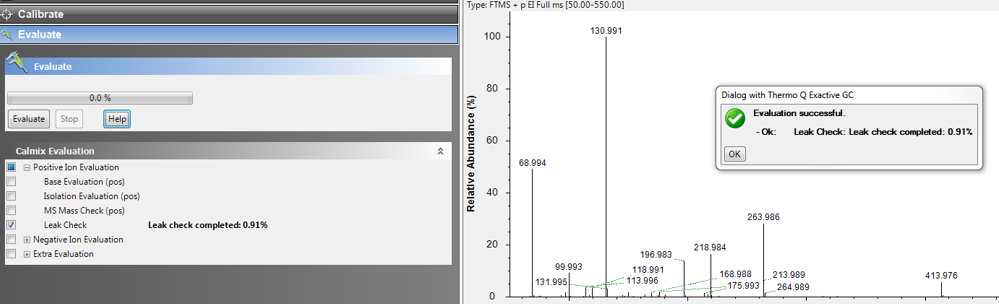 Calibrate
Evaluate
Evaluate
0.0 %
Evaluate Stop Help
Calmix Evaluation
Positive Ion Evaluation
Base Evaluation (pos)
Isolation Evaluation (pos)
MS Mass Check (pos)
Leak Check Leak check completed: 0.91%
Negative Ion Evaluation
Extra Evaluation
Type: FTMS + p EI Full ms [50.00-550.00]
Relative Abundance (%)
100
80
60
40
20
0
130.991
68.994
263.986
196.983
218.984
99.993
118.991
168.988
213.989
131.995
113.996
175.993
264.989
413.976
Dialog with Thermo Q Exactive GC
Evaluation successful.
- Ok: Leak Check: Leak check completed: 0.91%
OK